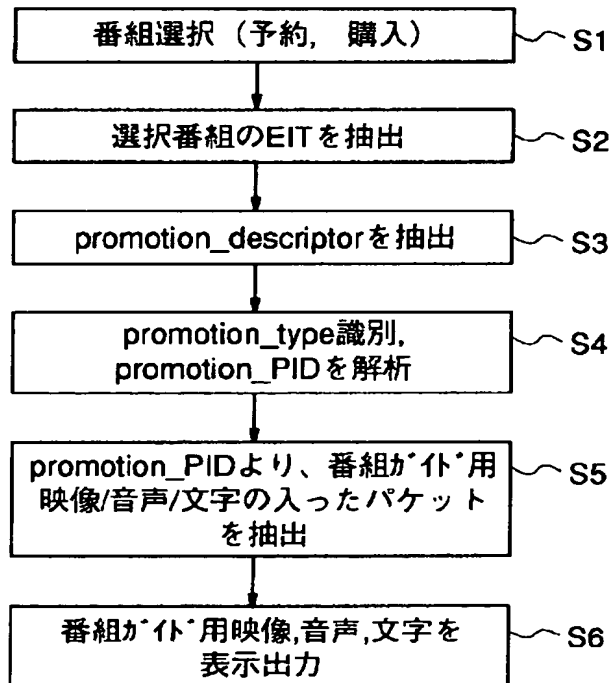 番組選択（予約, 購入）
S1
選択番組のEITを抽出
S2
promotion_descriptorを抽出
S3
promotion_type識別,
promotion_PIDを解析
S4
promotion_PIDより、番組ｶﾞｲﾄﾞ用
映像/音声/文字の入ったパケット
を抽出
S5
番組ｶﾞｲﾄﾞ用映像,音声,文字を
表示出力
S6